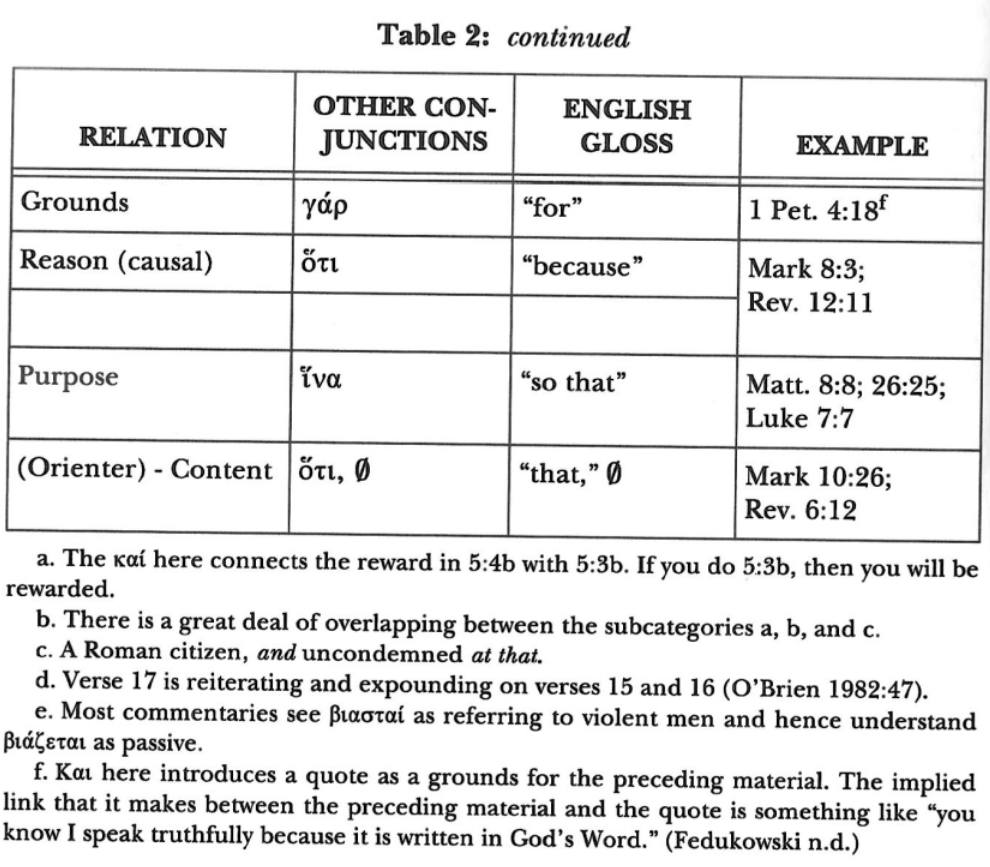 Table 2: continued
RELATION | OTHER CON-JUNCTIONS | ENGLISH GLOSS | EXAMPLE
Grounds | γάρ | “for” | 1 Pet. 4:18f
Reason (causal) | ὅτι | “because” | Mark 8:3; Rev. 12:11
Purpose | ἵνα | “so that” | Matt. 8:8; 26:25; Luke 7:7
(Orienter) - Content | ὅτι, Ø | “that,” Ø | Mark 10:26; Rev. 6:12
a. The καί here connects the reward in 5:4b with 5:3b. If you do 5:3b, then you will be
rewarded.
b. There is a great deal of overlapping between the subcategories a, b, and c.
c. A Roman citizen, and uncondemned at that.
d. Verse 17 is reiterating and expounding on verses 15 and 16 (O’Brien 1982:47).
e. Most commentaries see βιασταί as referring to violent men and hence understand
βιάζεται as passive.
f. Και here introduces a quote as a grounds for the preceding material. The implied
link that it makes between the preceding material and the quote is something like “you
know I speak truthfully because it is written in God’s Word.” (Fedukowski n.d.)